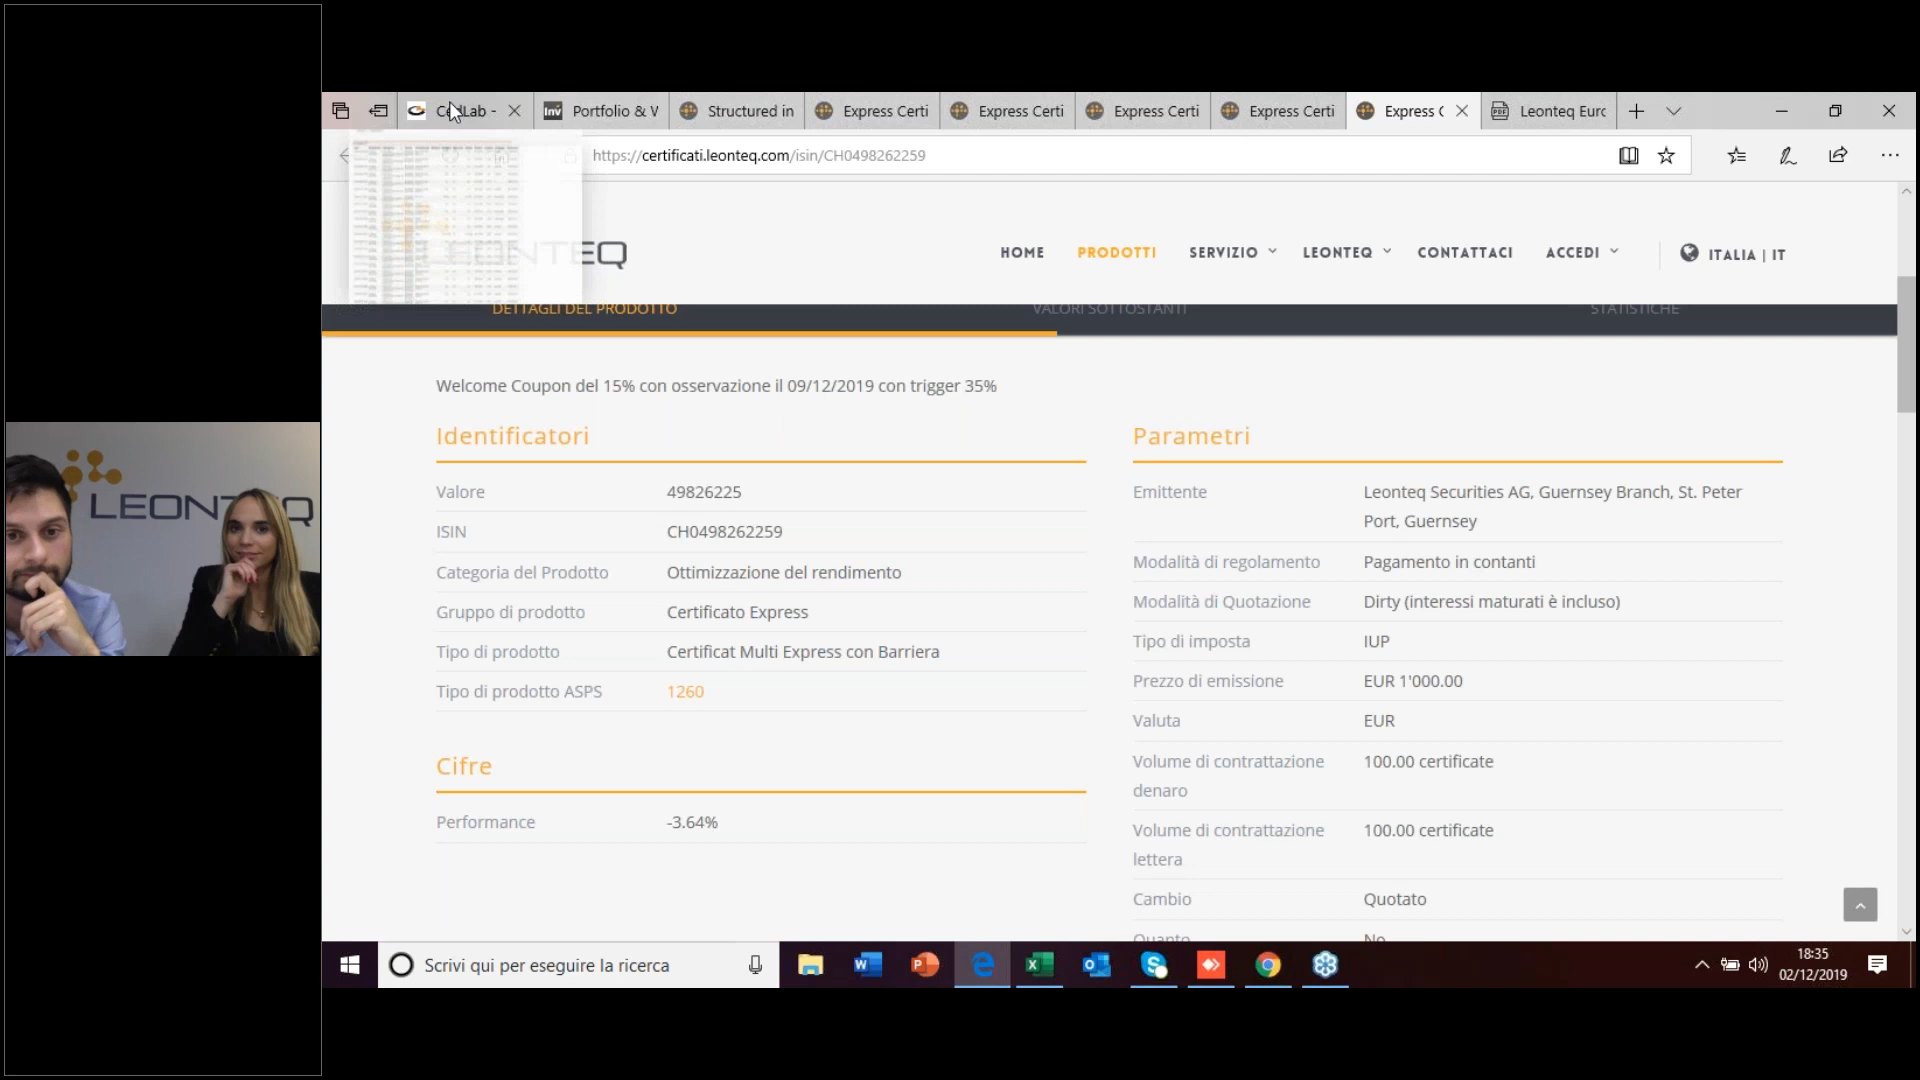 CedLab -
Portfolio & V
Structured in
Express Certi
Express Certi
Express Certi
Express Certi
Express C
Leonteq Euro
https://certificati.leonteq.com/isin/CH0498262259
LEONTEQ
HOME
PRODOTTI
SERVIZIO
LEONTEQ
CONTATTACI
ACCEDI
ITALIA | IT
DETTAGLI DEL PRODOTTO
VALORI SOTTOSTANTI
STATISTICHE
Welcome Coupon del 15% con osservazione il 09/12/2019 con trigger 35%
Identificatori
Valore 49826225
ISIN CH0498262259
Categoria del Prodotto Ottimizzazione del rendimento
Gruppo di prodotto Certificato Express
Tipo di prodotto Certificat Multi Express con Barriera
Tipo di prodotto ASPS 1260
Cifre
Performance -3.64%
Parametri
Emittente Leonteq Securities AG, Guernsey Branch, St. Peter
Port, Guernsey
Modalità di regolamento Pagamento in contanti
Modalità di Quotazione Dirty (interessi maturati è incluso)
Tipo di imposta IUP
Prezzo di emissione EUR 1'000.00
Valuta EUR
Volume di contrattazione 100.00 certificate
denaro
Volume di contrattazione 100.00 certificate
lettera
Cambio Quotato
Quanto No
LEONTEQ
Scrivi qui per eseguire la ricerca
18:35
02/12/2019